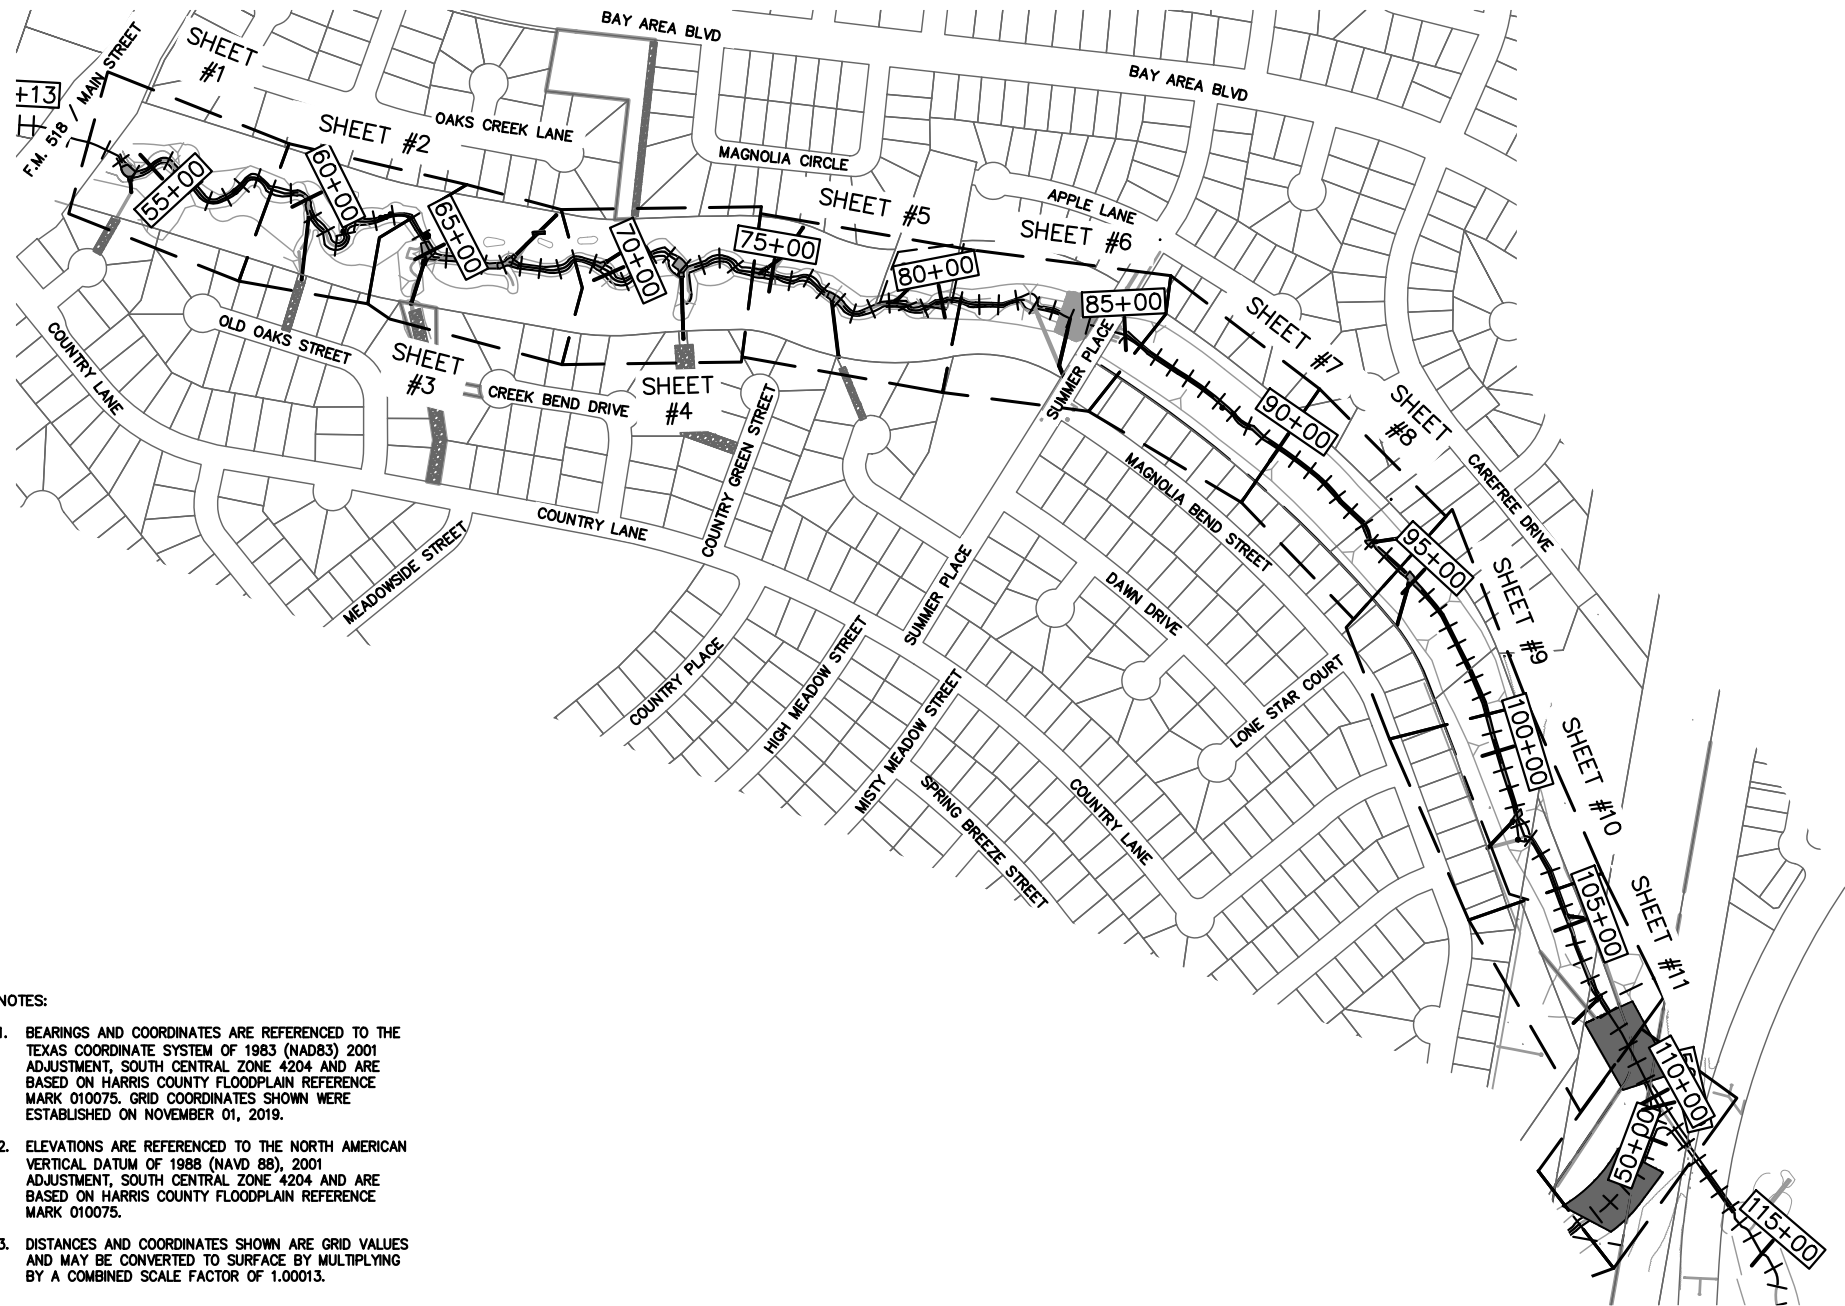 BAY AREA BLVD
BAY AREA BLVD
SHEET
#1
+13
F.M. 518 / MAIN STREET
SHEET #2
OAKS CREEK LANE
MAGNOLIA CIRCLE
55+00
60+00
65+00
70+00
75+00
SHEET #5
80+00
APPLE LANE
SHEET #6
85+00
COUNTRY LANE
OLD OAKS STREET
SHEET
#3
CREEK BEND DRIVE
SHEET
#4
COUNTRY GREEN STREET
SUMMER PLACE
SHEET #7
90+00
SHEET
#8
CAREFREE DRIVE
MAGNOLIA BEND STREET
MEADOWSIDE STREET
COUNTRY LANE
SUMMER PLACE
DAWN DRIVE
95+00
SHEET #9
COUNTRY PLACE
HIGH MEADOW STREET
MISTY MEADOW STREET
LONE STAR COURT
100+00
SHEET #10
SPRING BREEZE STREET
COUNTRY LANE
105+00
SHEET #11
110+00
50+00
115+00
NOTES:
1. BEARINGS AND COORDINATES ARE REFERENCED TO THE
TEXAS COORDINATE SYSTEM OF 1983 (NAD83) 2001
ADJUSTMENT, SOUTH CENTRAL ZONE 4204 AND ARE
BASED ON HARRIS COUNTY FLOODPLAIN REFERENCE
MARK 010075. GRID COORDINATES SHOWN WERE
ESTABLISHED ON NOVEMBER 01, 2019.
2. ELEVATIONS ARE REFERENCED TO THE NORTH AMERICAN
VERTICAL DATUM OF 1988 (NAVD 88), 2001
ADJUSTMENT, SOUTH CENTRAL ZONE 4204 AND ARE
BASED ON HARRIS COUNTY FLOODPLAIN REFERENCE
MARK 010075.
3. DISTANCES AND COORDINATES SHOWN ARE GRID VALUES
AND MAY BE CONVERTED TO SURFACE BY MULTIPLYING
BY A COMBINED SCALE FACTOR OF 1.00013.